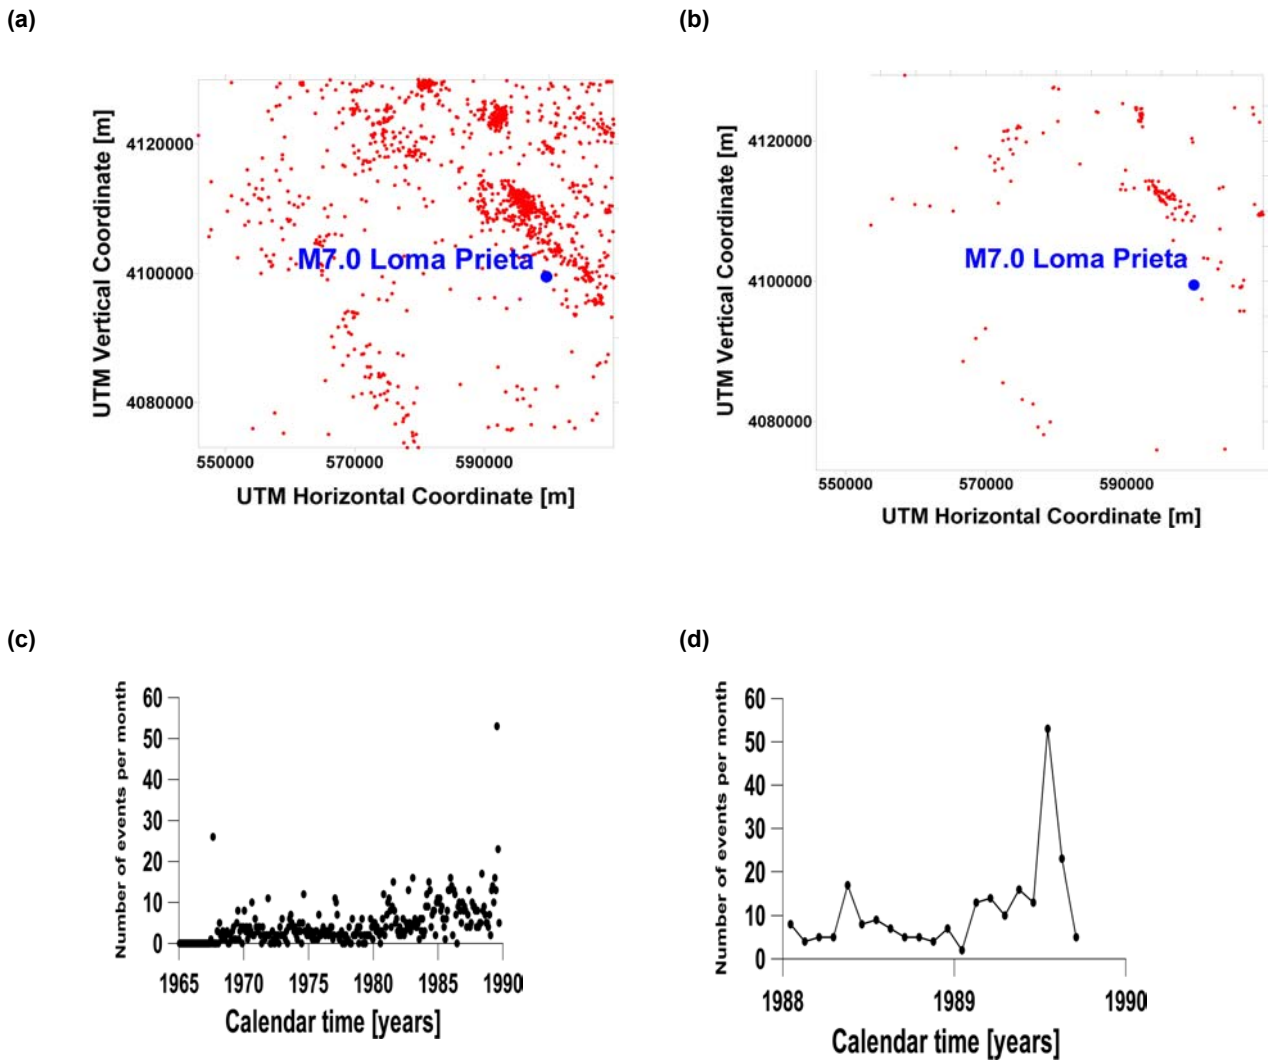 (a)
(b)
UTM Vertical Coordinate [m]
4120000
4100000
4080000
M7.0 Loma Prieta
550000 570000 590000
UTM Horizontal Coordinate [m]
UTM Vertical Coordinate [m]
4120000
4100000
4080000
M7.0 Loma Prieta
550000 570000 590000
UTM Horizontal Coordinate [m]
(c)
(d)
Number of events per month
60
50
40
30
20
10
0
1965 1970 1975 1980 1985 1990
Calendar time [years]
Number of events per month
60
50
40
30
20
10
0
1988 1989 1990
Calendar time [years]